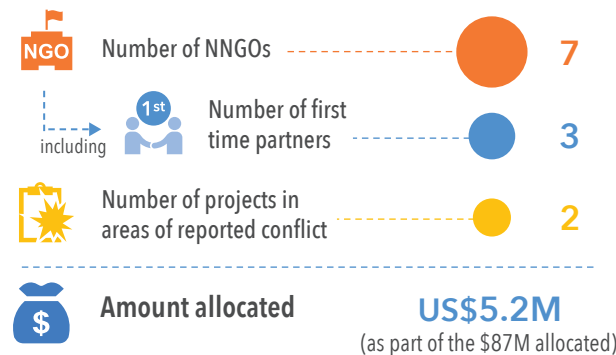 NGO
Number of NNGOs
7
including
1st
Number of first
time partners
3
Number of projects in
areas of reported conflict
2
$
Amount allocated
US$5.2M
(as part of the $87M allocated)